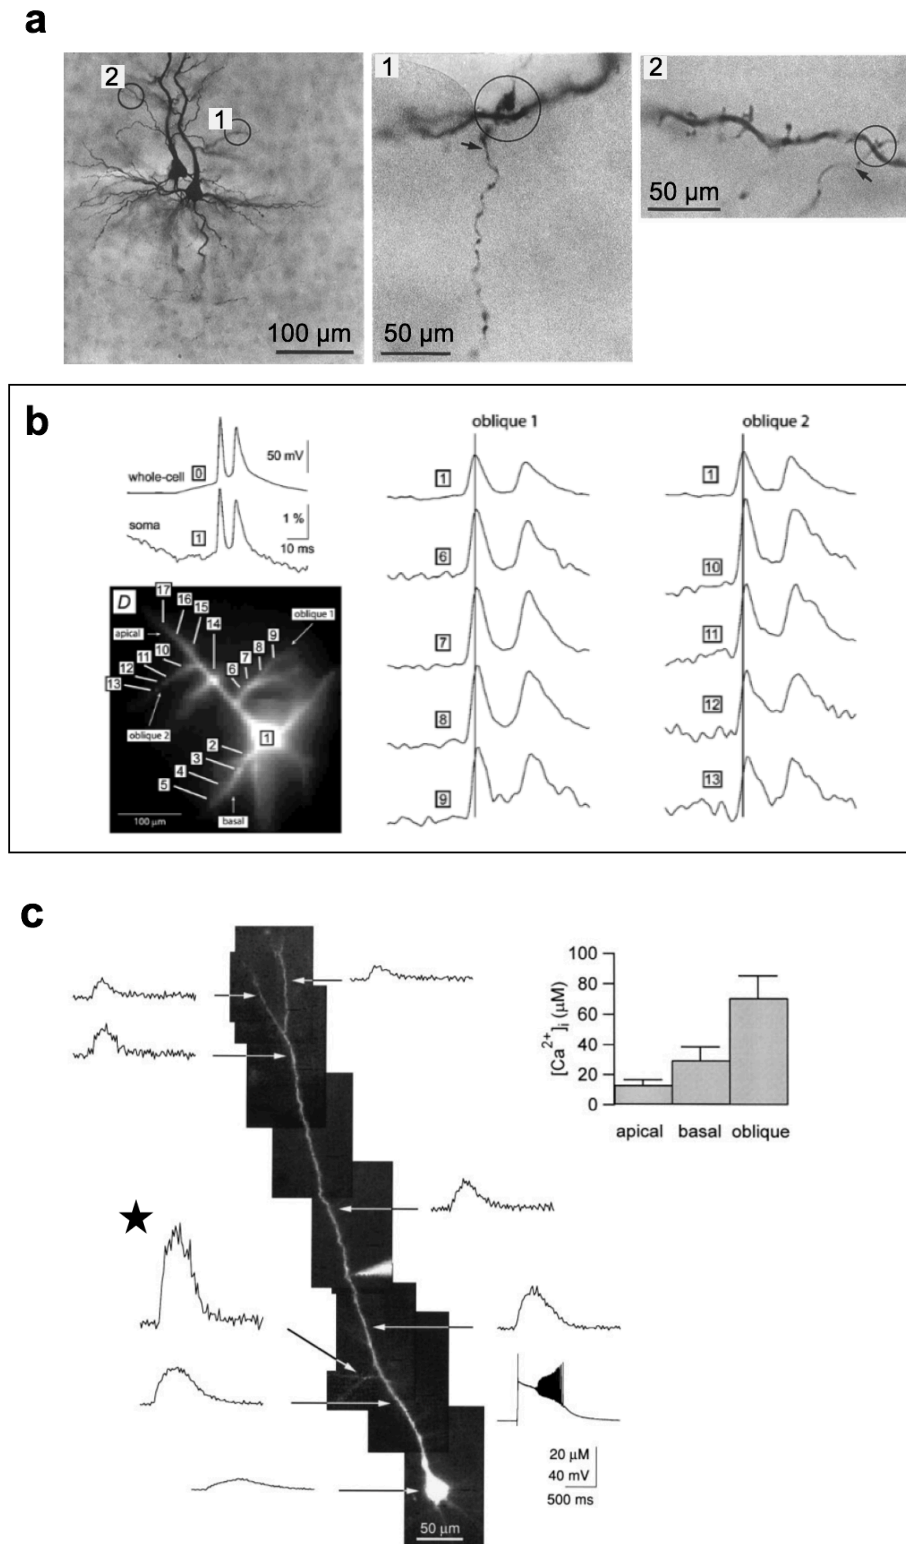 a
2
1
100 µm
1
50 µm
2
50 µm
b
whole-cell
0
50 mV
soma
1
1 %
10 ms
D
17
16
15
14
apical
oblique 1
9
8
7
6
10
11
12
13
oblique 2
1
2
3
4
5
basal
100 µm
oblique 1
1
6
7
8
9
oblique 2
1
10
11
12
13
c
100
80
60
40
20
0
[Ca2+]i (µM)
apical basal oblique
20 µM
40 mV
500 ms
50 µm